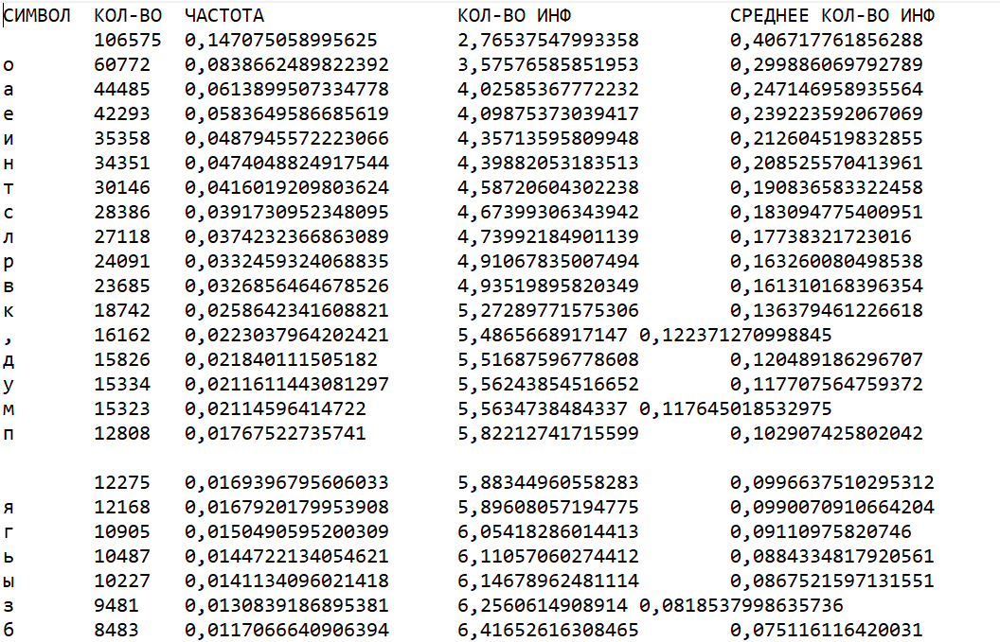 СИМВОЛ КОЛ-ВО ЧАСТОТА КОЛ-ВО ИНФ СРЕДНЕЕ КОЛ-ВО ИНФ
106575 0,147075058995625 2,76537547993358 0,406717761856288
о 60772 0,0838662489822392 3,57576585851953 0,299886069792789
а 44485 0,0613899507334778 4,02585367772232 0,247146958935564
е 42293 0,0583649586685619 4,09875373039417 0,239223592067069
и 35358 0,0487945572223066 4,35713595809948 0,212604519832855
н 34351 0,0474048824917544 4,39882053183513 0,208525570413961
т 30146 0,0416019209803624 4,58720604302238 0,190836583322458
с 28386 0,0391730952348095 4,67399306343942 0,183094775400951
л 27118 0,0374232366863089 4,73992184901139 0,17738321723016
р 24091 0,0332459324068835 4,91067835007494 0,163260080498538
в 23685 0,0326856464678526 4,93519895820349 0,161310168396354
к 18742 0,0258642341608821 5,27289771575306 0,136379461226618
, 16162 0,0223037964202421 5,4865668917147 0,122371270998845
д 15826 0,021840111505182 5,51687596778608 0,120489186296707
у 15334 0,0211611443081297 5,56243854516652 0,117707564759372
м 15323 0,02114596414722 5,5634738484337 0,117645018532975
п 12808 0,01767522735741 5,82212741715599 0,102907425802042
12275 0,0169396795606033 5,88344960558283 0,0996637510295312
я 12168 0,0167920179953908 5,89608057194775 0,0990070910664204
г 10905 0,0150490595200309 6,05418286014413 0,09110975820746
ь 10487 0,0144722134054621 6,11057060274412 0,0884334817920561
ы 10227 0,0141134096021418 6,14678962481114 0,0867521597131551
з 9481 0,0130839186895381 6,2560614908914 0,0818537998635736
б 8483 0,0117066640906394 6,41652616308465 0,075116116420031